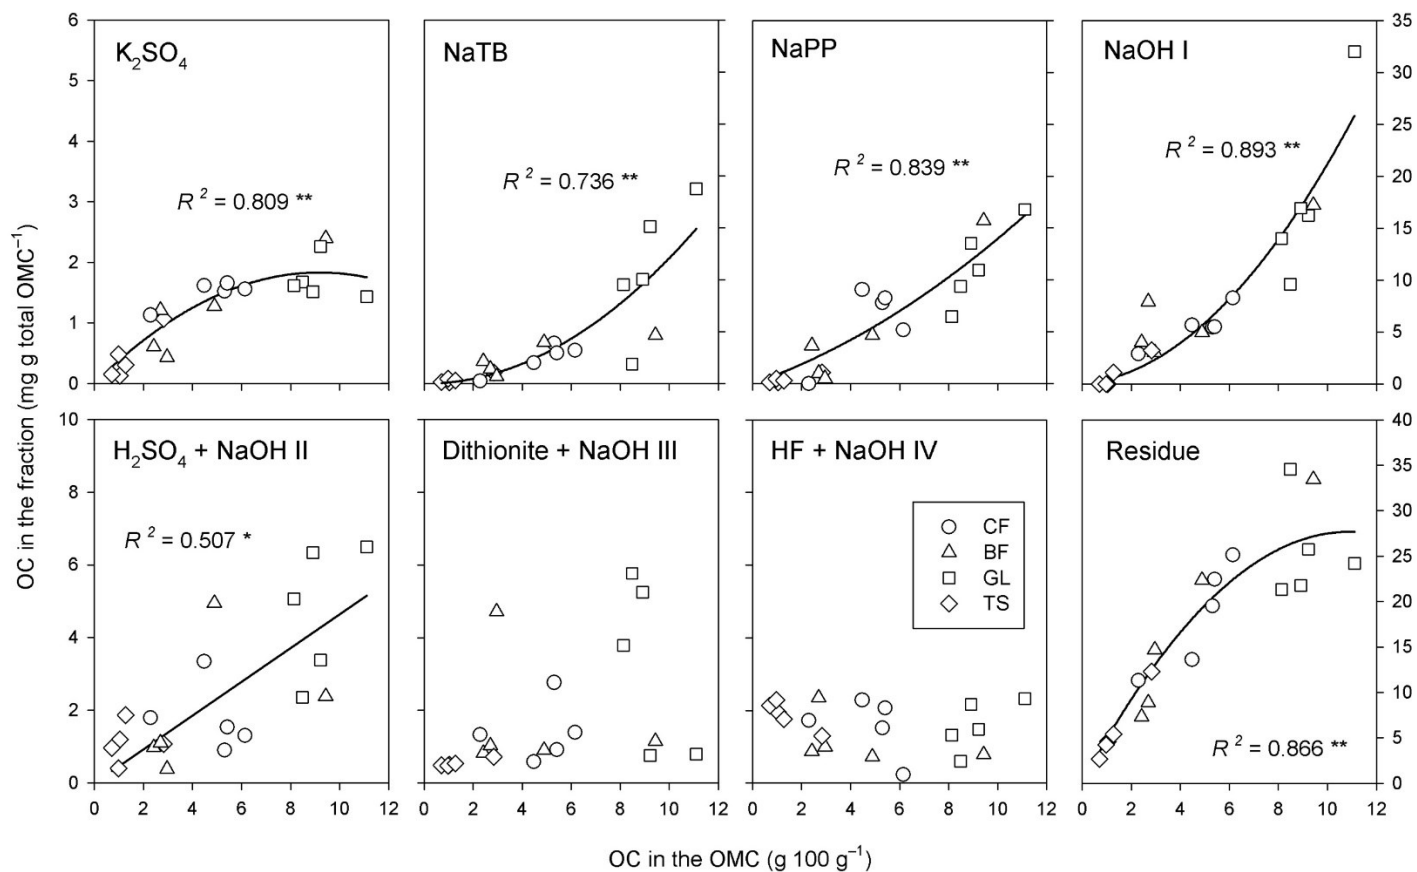 K₂SO₄
NaTB
NaPP
NaOH I
6
5
4
3
2
1
0
35
30
25
20
15
10
5
0
R ² = 0.809 **
R ² = 0.736 **
R ² = 0.839 **
R ² = 0.893 **
OC in the fraction (mg g total OMC⁻¹)
H₂SO₄ + NaOH II
Dithionite + NaOH III
HF + NaOH IV
Residue
10
8
6
4
2
0
40
35
30
25
20
15
10
5
0
R ² = 0.507 *
CF
BF
GL
TS
R ² = 0.866 **
0 2 4 6 8 10 12
0 2 4 6 8 10 12
0 2 4 6 8 10 12
0 2 4 6 8 10 12
OC in the OMC (g 100 g⁻¹)